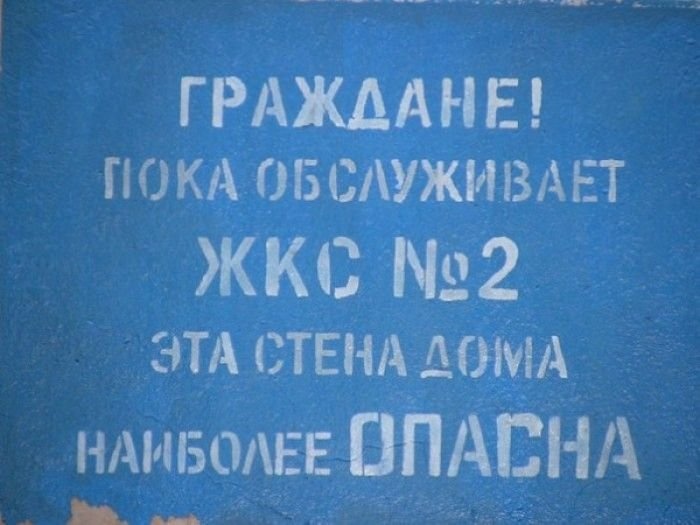 ГРАЖДАНЕ!
ПОКА ОБСЛУЖИВАЕТ
ЖКС №2
ЭТА СТЕНА ДОМА
НАИБОЛЕЕ ОПАСНА